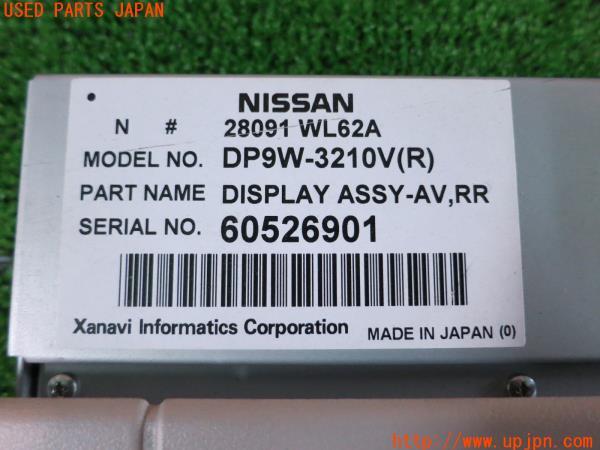 USED PARTS JAPAN
NISSAN
N # 28091 WL62A
MODEL NO. DP9W-3210V(R)
PART NAME DISPLAY ASSY-AV,RR
SERIAL NO. 60526901
Xanavi Informatics Corporation MADE IN JAPAN (O)
http://www.upjpn.com/